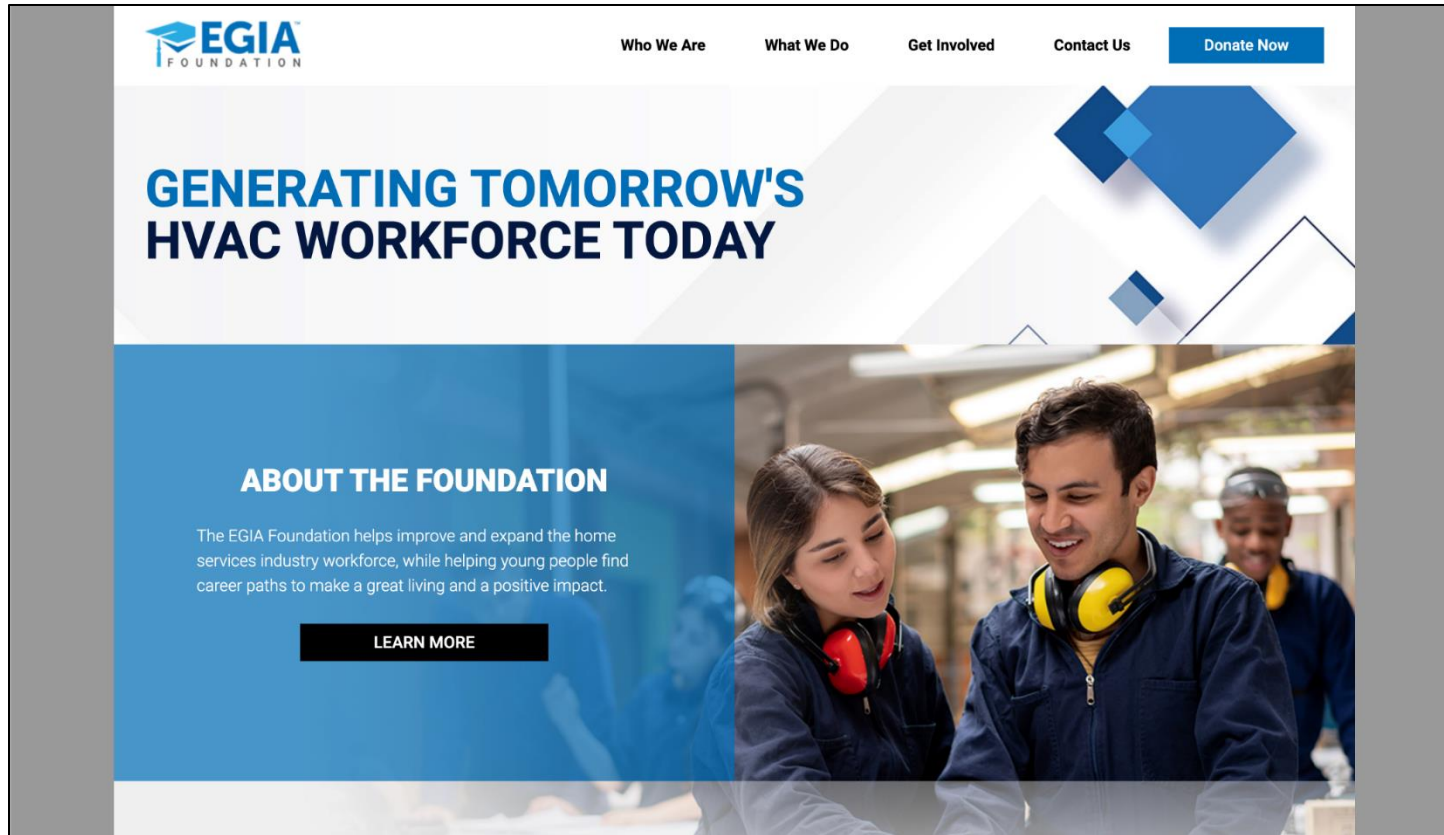 EGIA™
FOUNDATION
Who We Are
What We Do
Get Involved
Contact Us
Donate Now
GENERATING TOMORROW'S
HVAC WORKFORCE TODAY
ABOUT THE FOUNDATION
The EGIA Foundation helps improve and expand the home
services industry workforce, while helping young people find
career paths to make a great living and a positive impact.
LEARN MORE